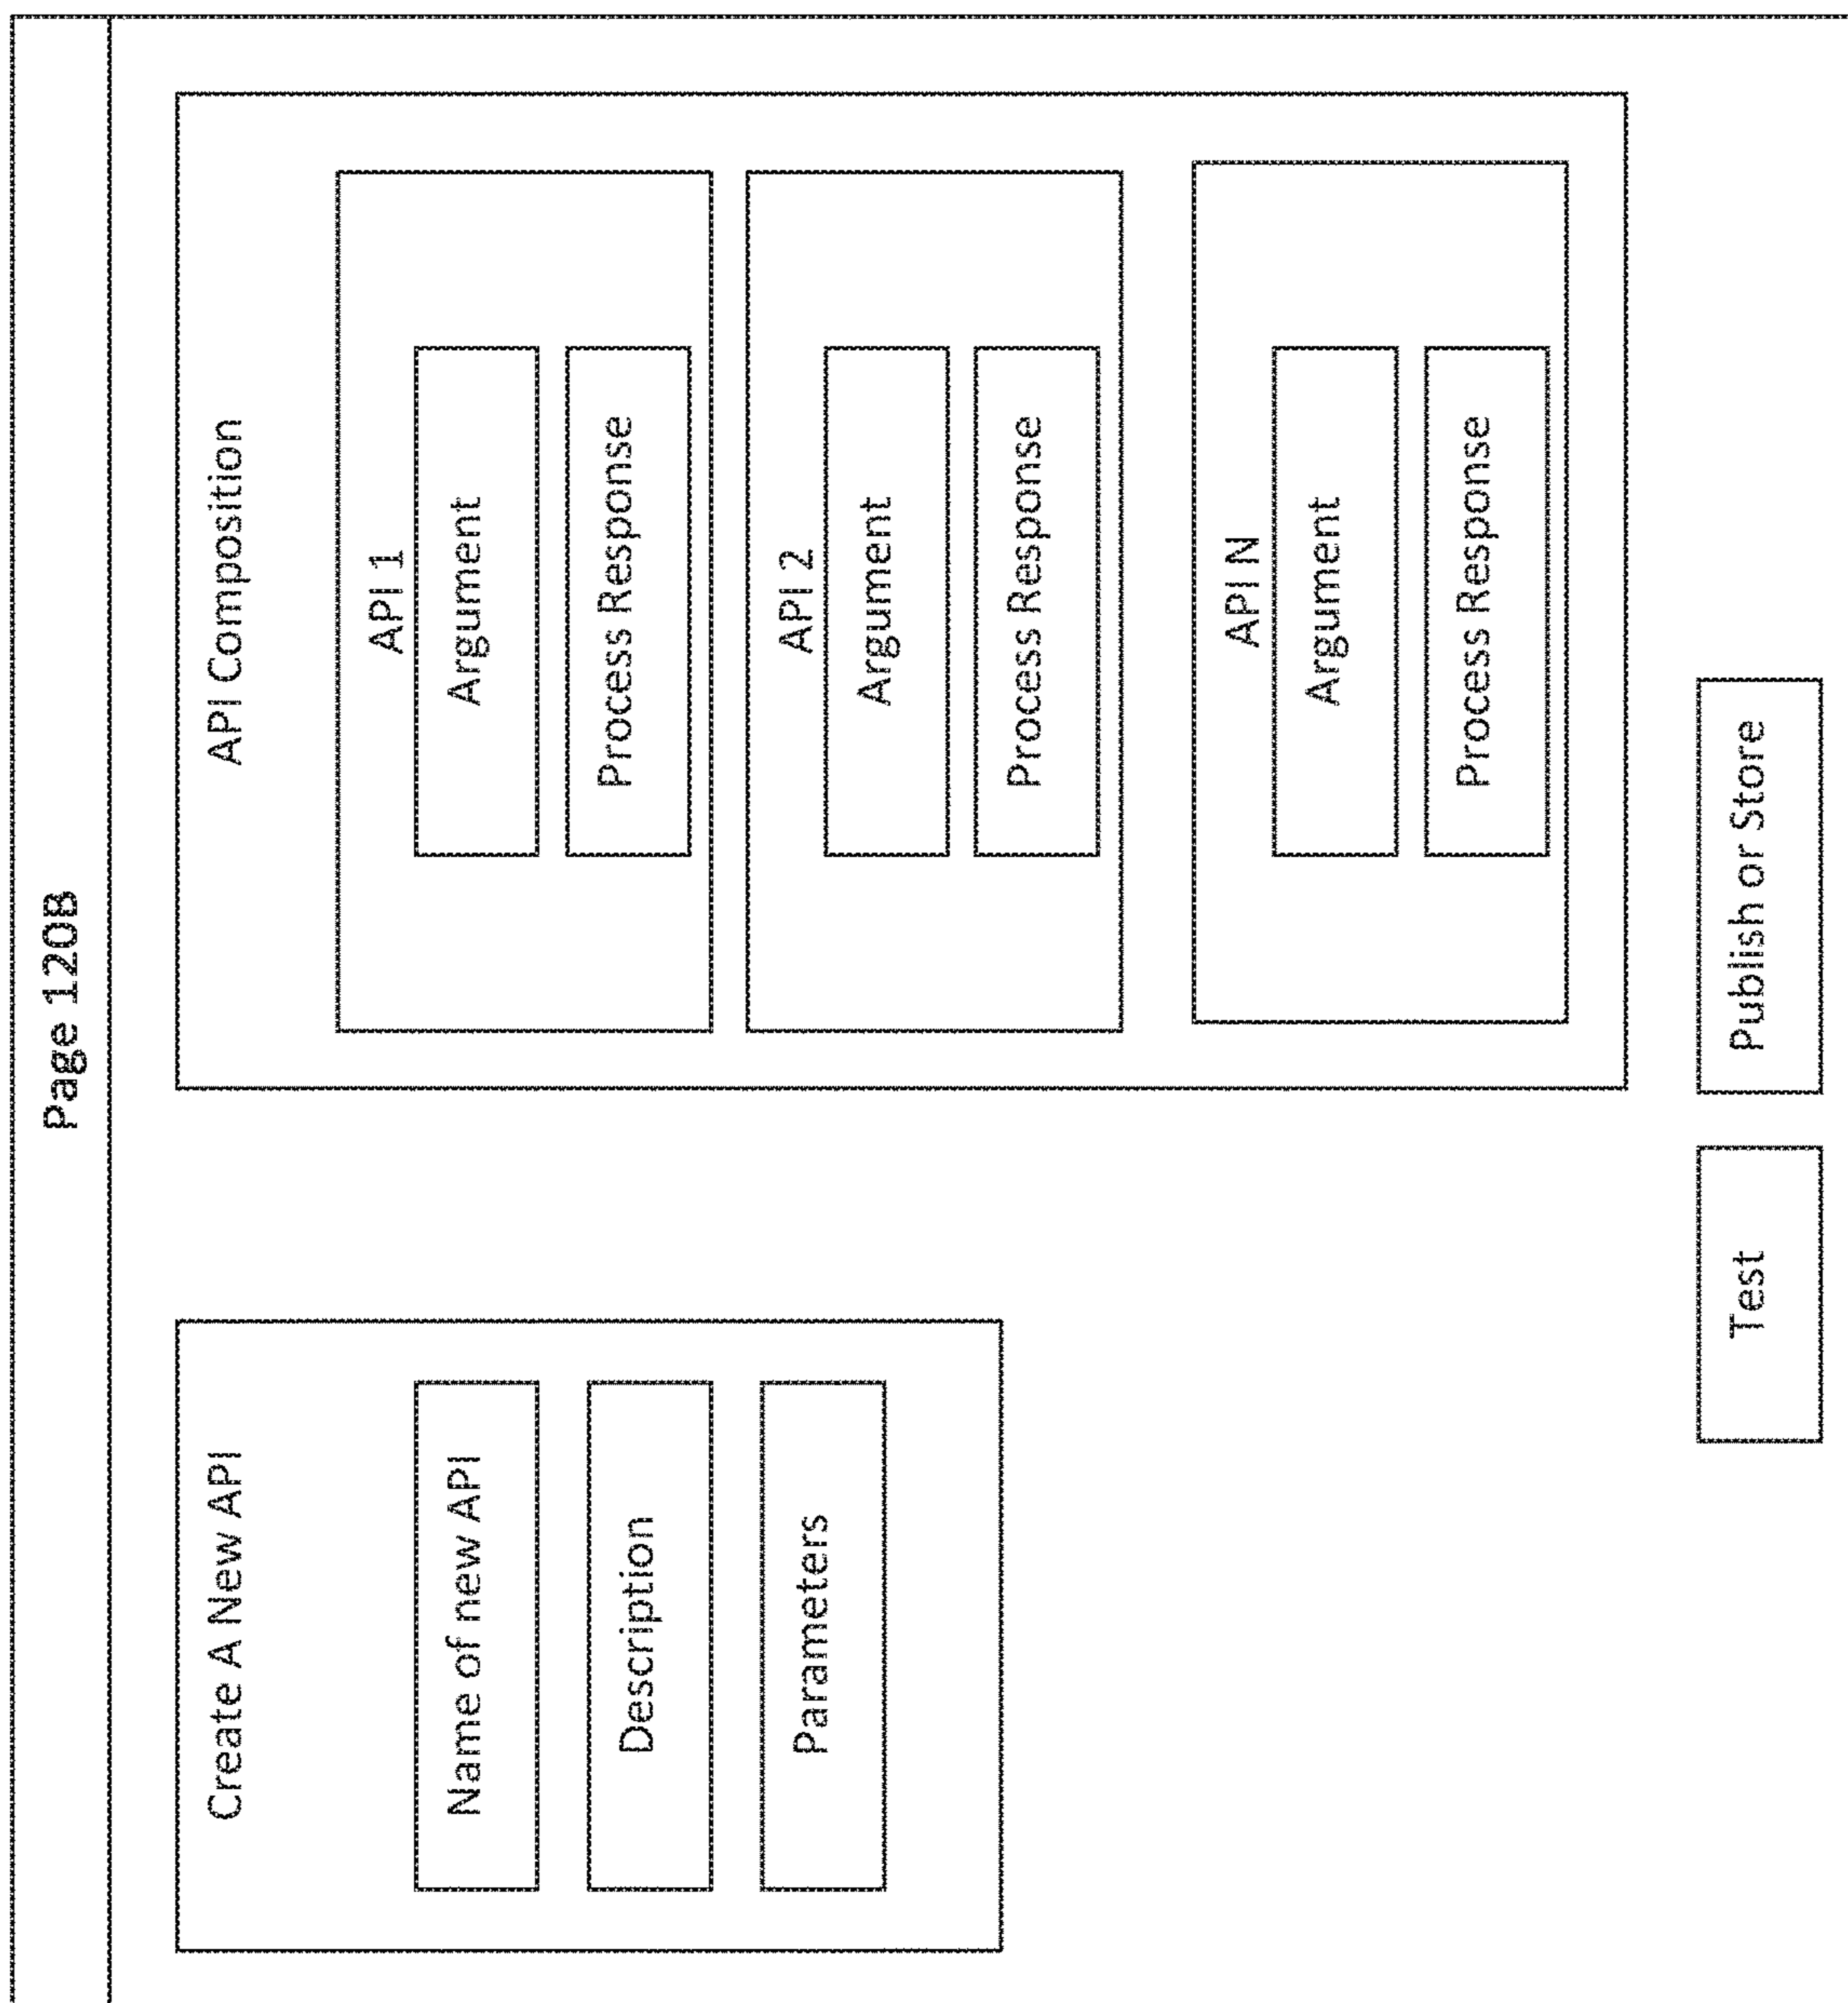 Page 120B
Create A New API
Name of new API
Description
Parameters
API Composition
API 1
Argument
Process Response
API 2
Argument
Process Response
API N
Argument
Process Response
Test
Publish or Store